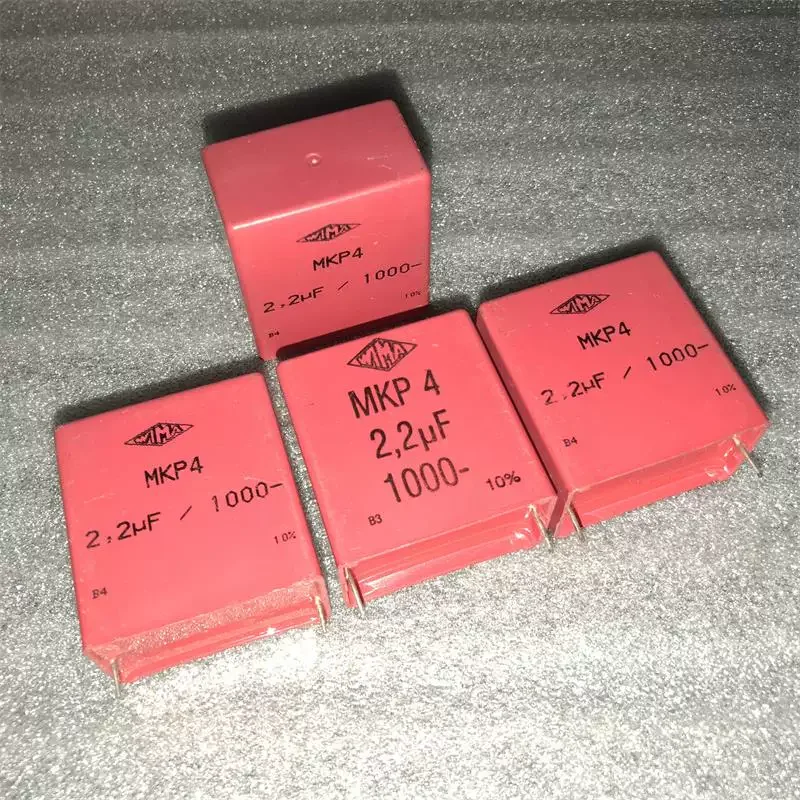 WIMA
MKP4
2,2µF / 1000-
10%
B4
WIMA
MKP4
2,2µF / 1000-
10%
B4
WIMA
MKP 4
2,2µF
1000-
10%
B3
WIMA
MKP4
2,2µF / 1000-
10%
B4